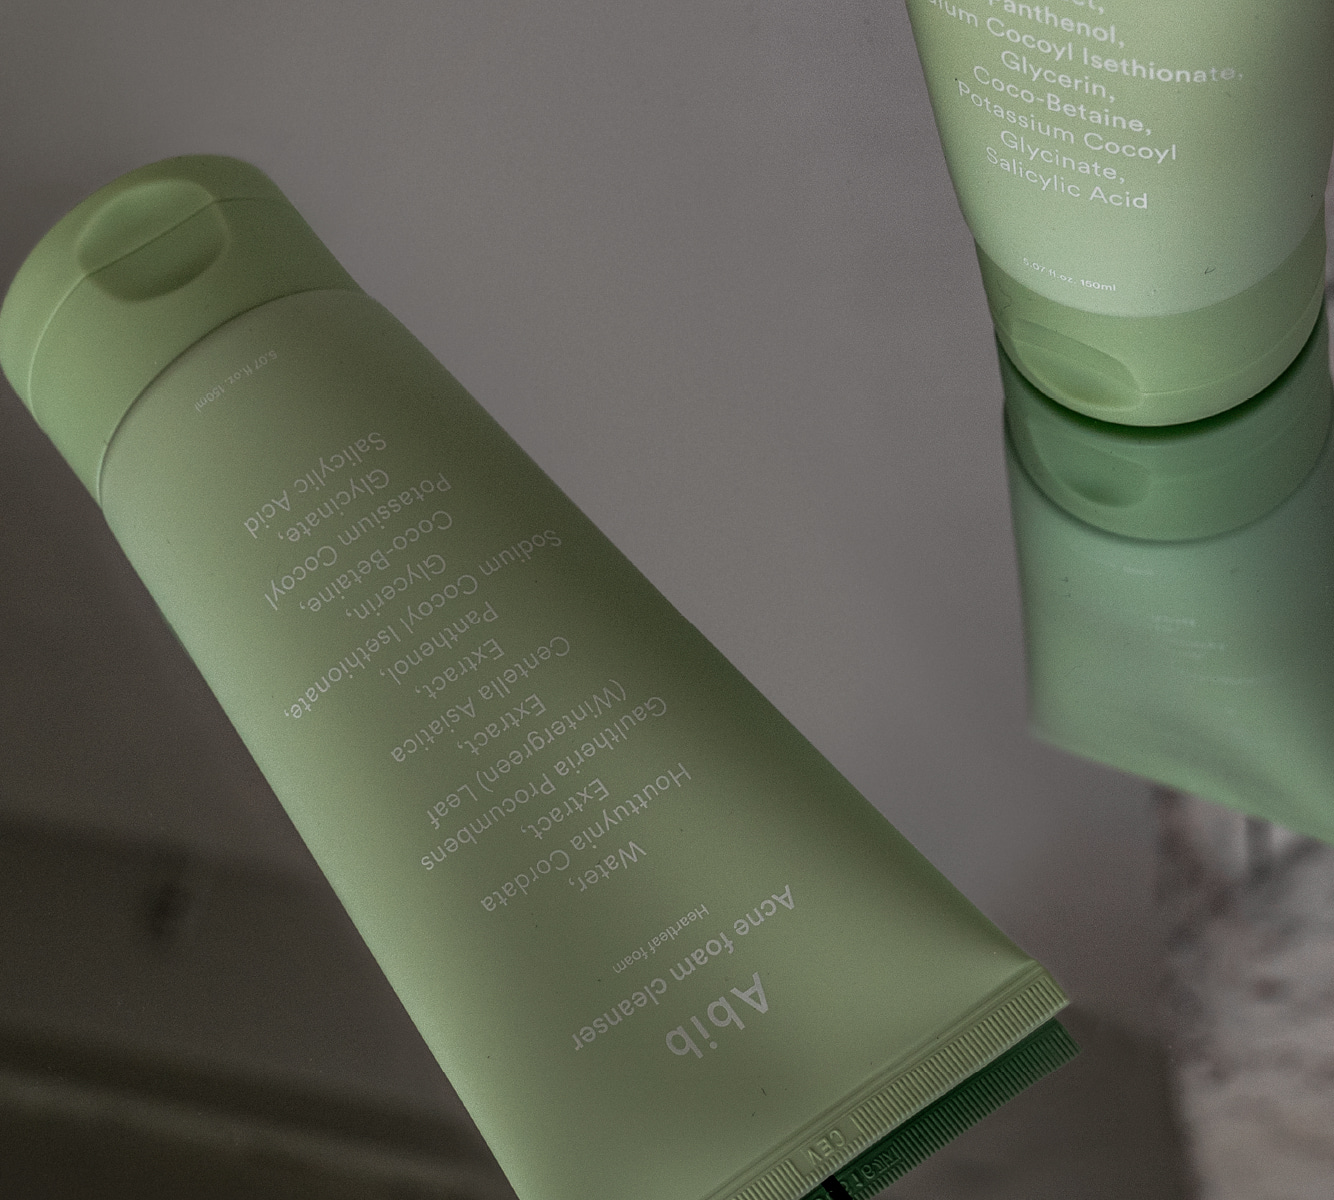 Abib
Acne foam cleanser
Heartleaf foam
Water,
Houttuynia Cordata
Extract,
Gaultheria Procumbens
(Wintergreen) Leaf
Extract,
Centella Asiatica
Extract,
Panthenol,
Sodium Cocoyl Isethionate,
Glycerin,
Coco-Betaine,
Potassium Cocoyl
Glycinate,
Salicylic Acid
5.07 fl.oz. 150ml
Panthenol,
Cocoyl Isethionate,
Glycerin,
Coco-Betaine,
Potassium Cocoyl
Glycinate,
Salicylic Acid
5.07 fl.oz. 150ml